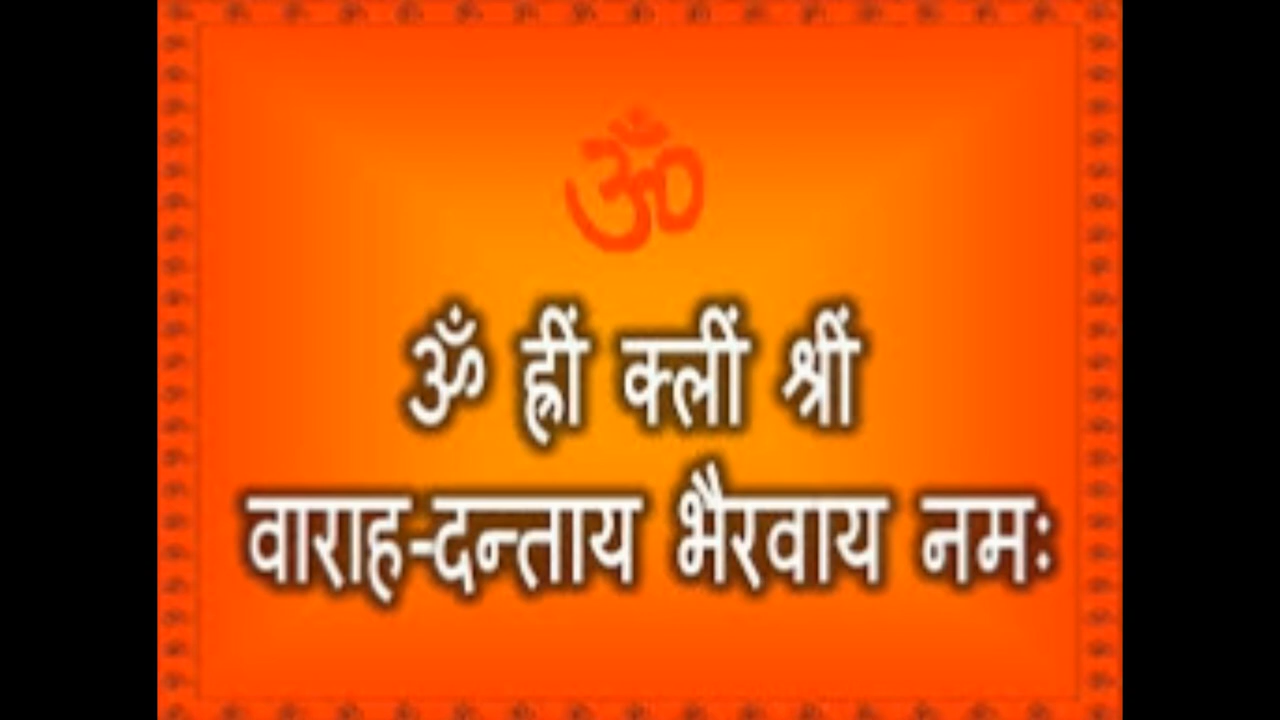 ॐ
ॐ ह्रीं क्लीं श्रीं
वाराह-दन्ताय भैरवाय नमः